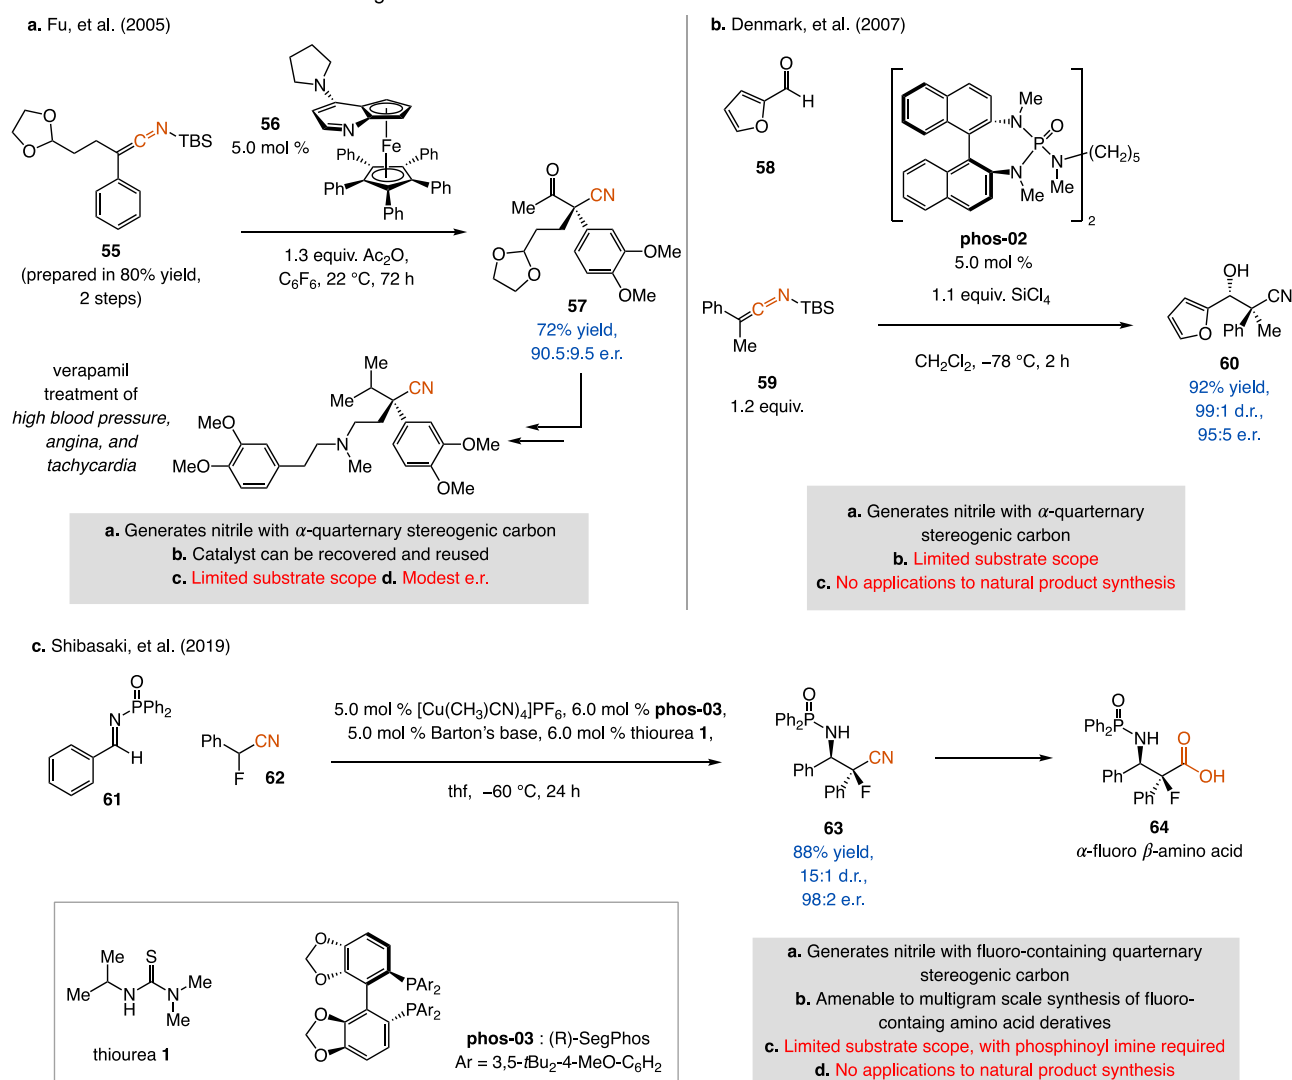 a. Fu, et al. (2005)
N
56
5.0 mol %
N
Fe
Ph
Ph
Ph
Ph
Ph
O
O
C
N
TBS
55
(prepared in 80% yield,
2 steps)
1.3 equiv. Ac2O,
C6F6, 22 °C, 72 h
O
Me
CN
O
O
OMe
OMe
57
72% yield,
90.5:9.5 e.r.
verapamil
treatment of
high blood pressure,
angina, and
tachycardia
Me
Me
CN
MeO
MeO
N
Me
OMe
OMe
a. Generates nitrile with α-quarternary stereogenic carbon
b. Catalyst can be recovered and reused
c. Limited substrate scope d. Modest e.r.
b. Denmark, et al. (2007)
O
H
O
58
Me
N
O
P
N
Me
N
Me
(CH2)5
2
phos-02
5.0 mol %
1.1 equiv. SiCl4
CH2Cl2, –78 °C, 2 h
Ph
C
N
TBS
Me
59
1.2 equiv.
OH
CN
O
Ph
Me
60
92% yield,
99:1 d.r.,
95:5 e.r.
a. Generates nitrile with α-quarternary
stereogenic carbon
b. Limited substrate scope
c. No applications to natural product synthesis
c. Shibasaki, et al. (2019)
O
PPh2
N
H
61
Ph
CN
F
62
5.0 mol % [Cu(CH3)CN)4]PF6, 6.0 mol % phos-03,
5.0 mol % Barton's base, 6.0 mol % thiourea 1,
thf, –60 °C, 24 h
O
Ph2P
NH
Ph
CN
Ph
F
63
88% yield,
15:1 d.r.,
98:2 e.r.
O
Ph2P
NH
O
Ph
OH
Ph
F
64
α-fluoro β-amino acid
Me
S
Me
N
H
N
Me
Me
thiourea 1
O
O
PAr2
PAr2
O
O
phos-03 : (R)-SegPhos
Ar = 3,5-tBu2-4-MeO-C6H2
a. Generates nitrile with fluoro-containing quarternary
stereogenic carbon
b. Amenable to multigram scale synthesis of fluoro-
containg amino acid deratives
c. Limited substrate scope, with phosphinoyl imine required
d. No applications to natural product synthesis